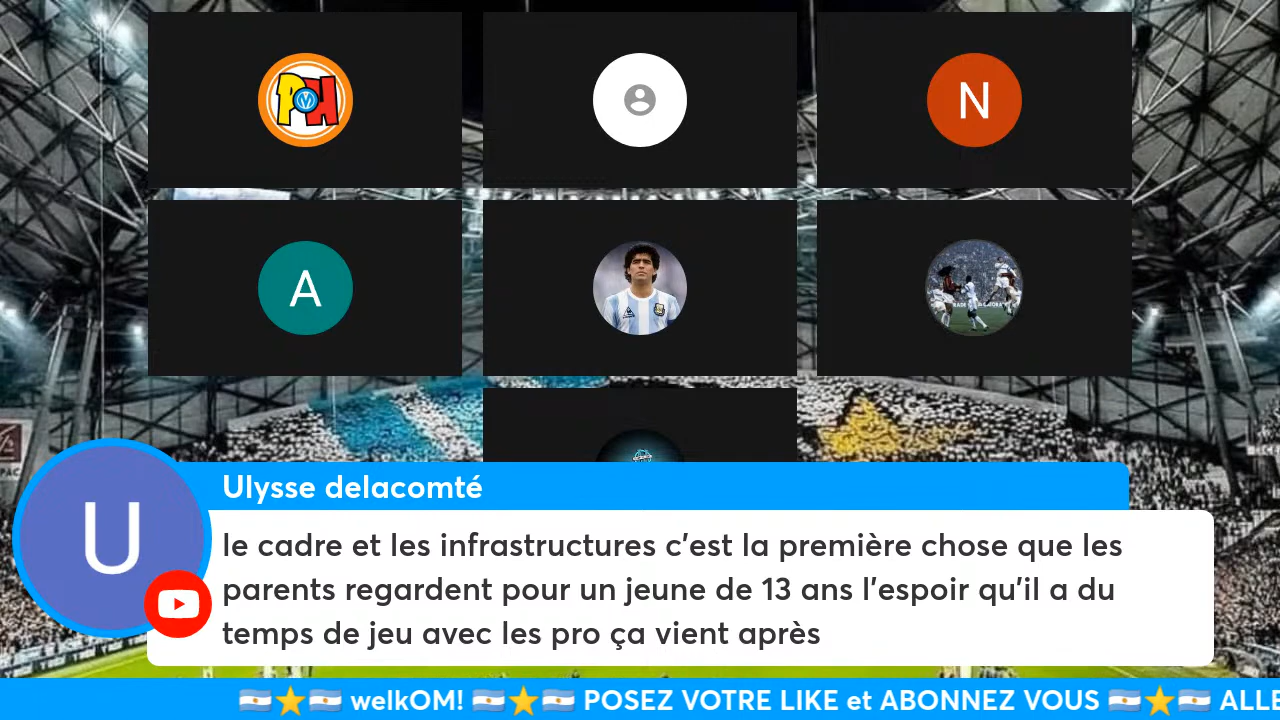 PH
N
A
PAC
U
Ulysse delacomté
le cadre et les infrastructures c'est la première chose que les
parents regardent pour un jeune de 13 ans l'espoir qu'il a du
temps de jeu avec les pro ça vient après
🇦🇷⭐🇦🇷 welkOM! 🇦🇷⭐🇦🇷 POSEZ VOTRE LIKE et ABONNEZ VOUS 🇦🇷⭐🇦🇷 ALLE